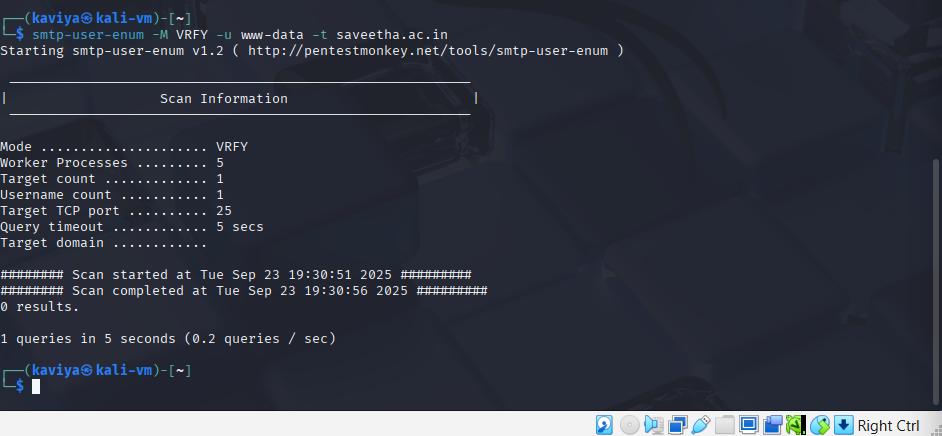 ┌──(kaviya㉿kali-vm)-[~]
└─$ smtp-user-enum -M VRFY -u www-data -t saveetha.ac.in
Starting smtp-user-enum v1.2 ( http://pentestmonkey.net/tools/smtp-user-enum )
 ----------------------------------------------------------
|                   Scan Information                       |
 ----------------------------------------------------------
Mode ..................... VRFY
Worker Processes ......... 5
Target count ............. 1
Username count ........... 1
Target TCP port .......... 25
Query timeout ............ 5 secs
Target domain ............
######## Scan started at Tue Sep 23 19:30:51 2025 #########
######## Scan completed at Tue Sep 23 19:30:56 2025 #########
0 results.
1 queries in 5 seconds (0.2 queries / sec)
┌──(kaviya㉿kali-vm)-[~]
└─$
Right Ctrl